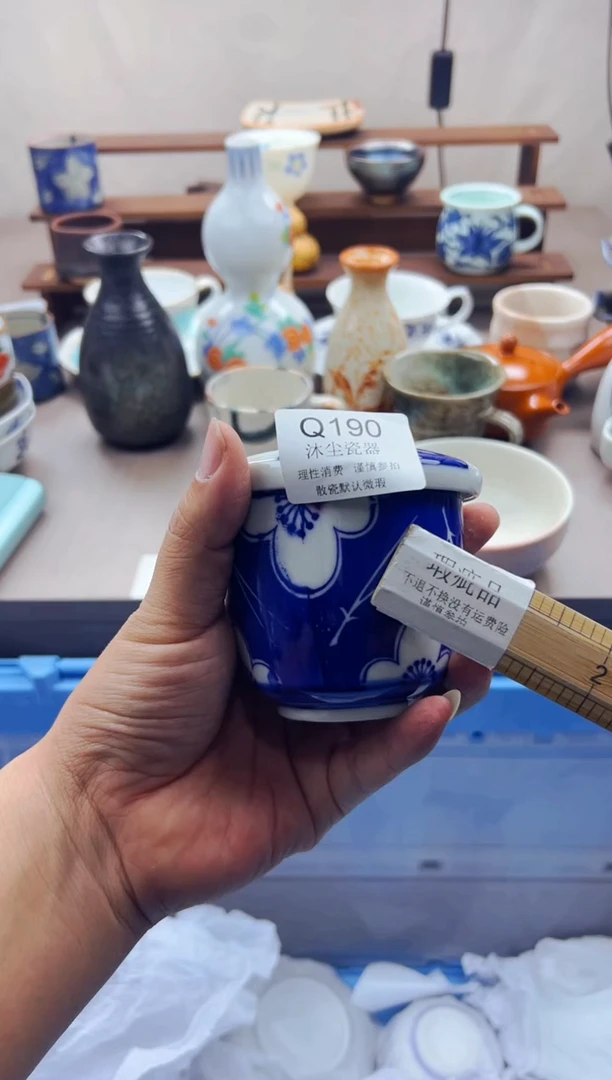 Q190
沐尘瓷器
理性消费 谨慎参拍
散瓷默认微瑕
瑕疵品
不退不换没有运费险
谨慎参拍
2